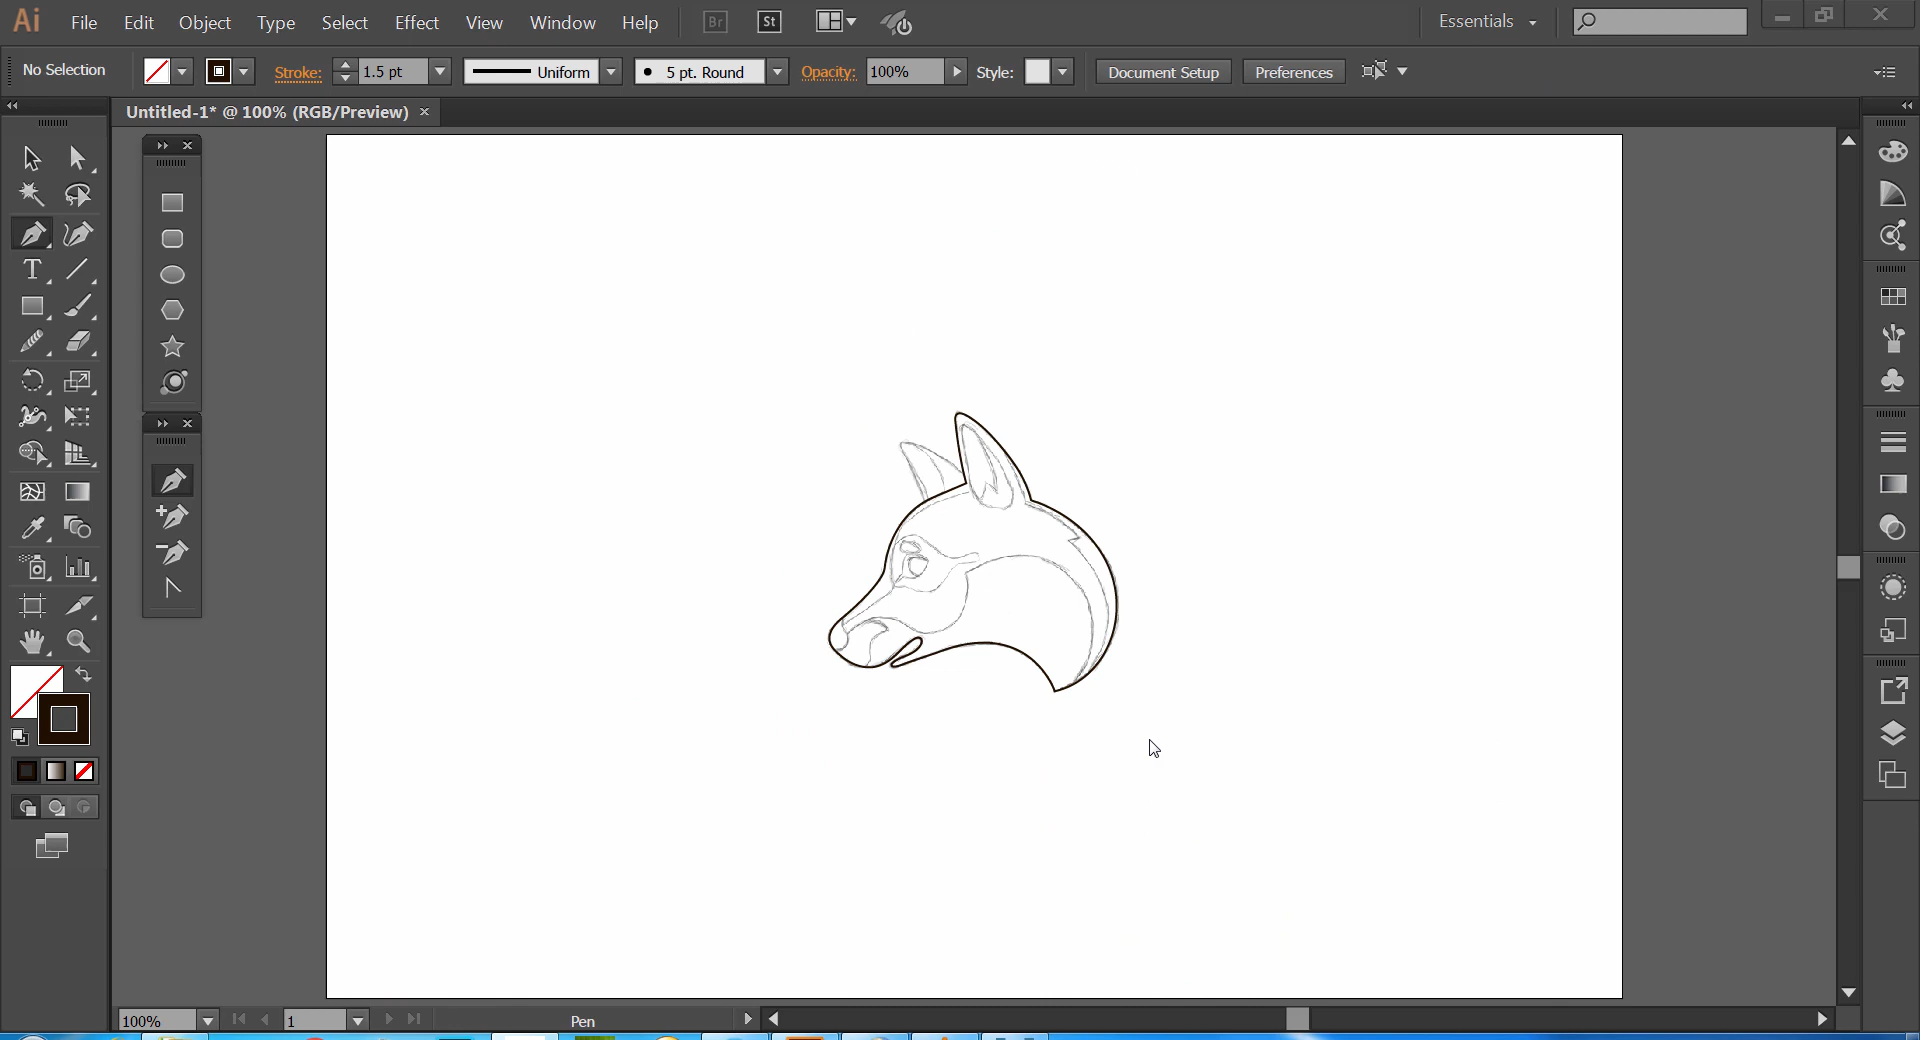 Ai File Edit Object Type Select Effect View Window Help Br St Essentials
No Selection Stroke: 1.5 pt Uniform 5 pt. Round Opacity: 100% Style: Document Setup Preferences
Untitled-1* @ 100% (RGB/Preview)
100% 1 Pen